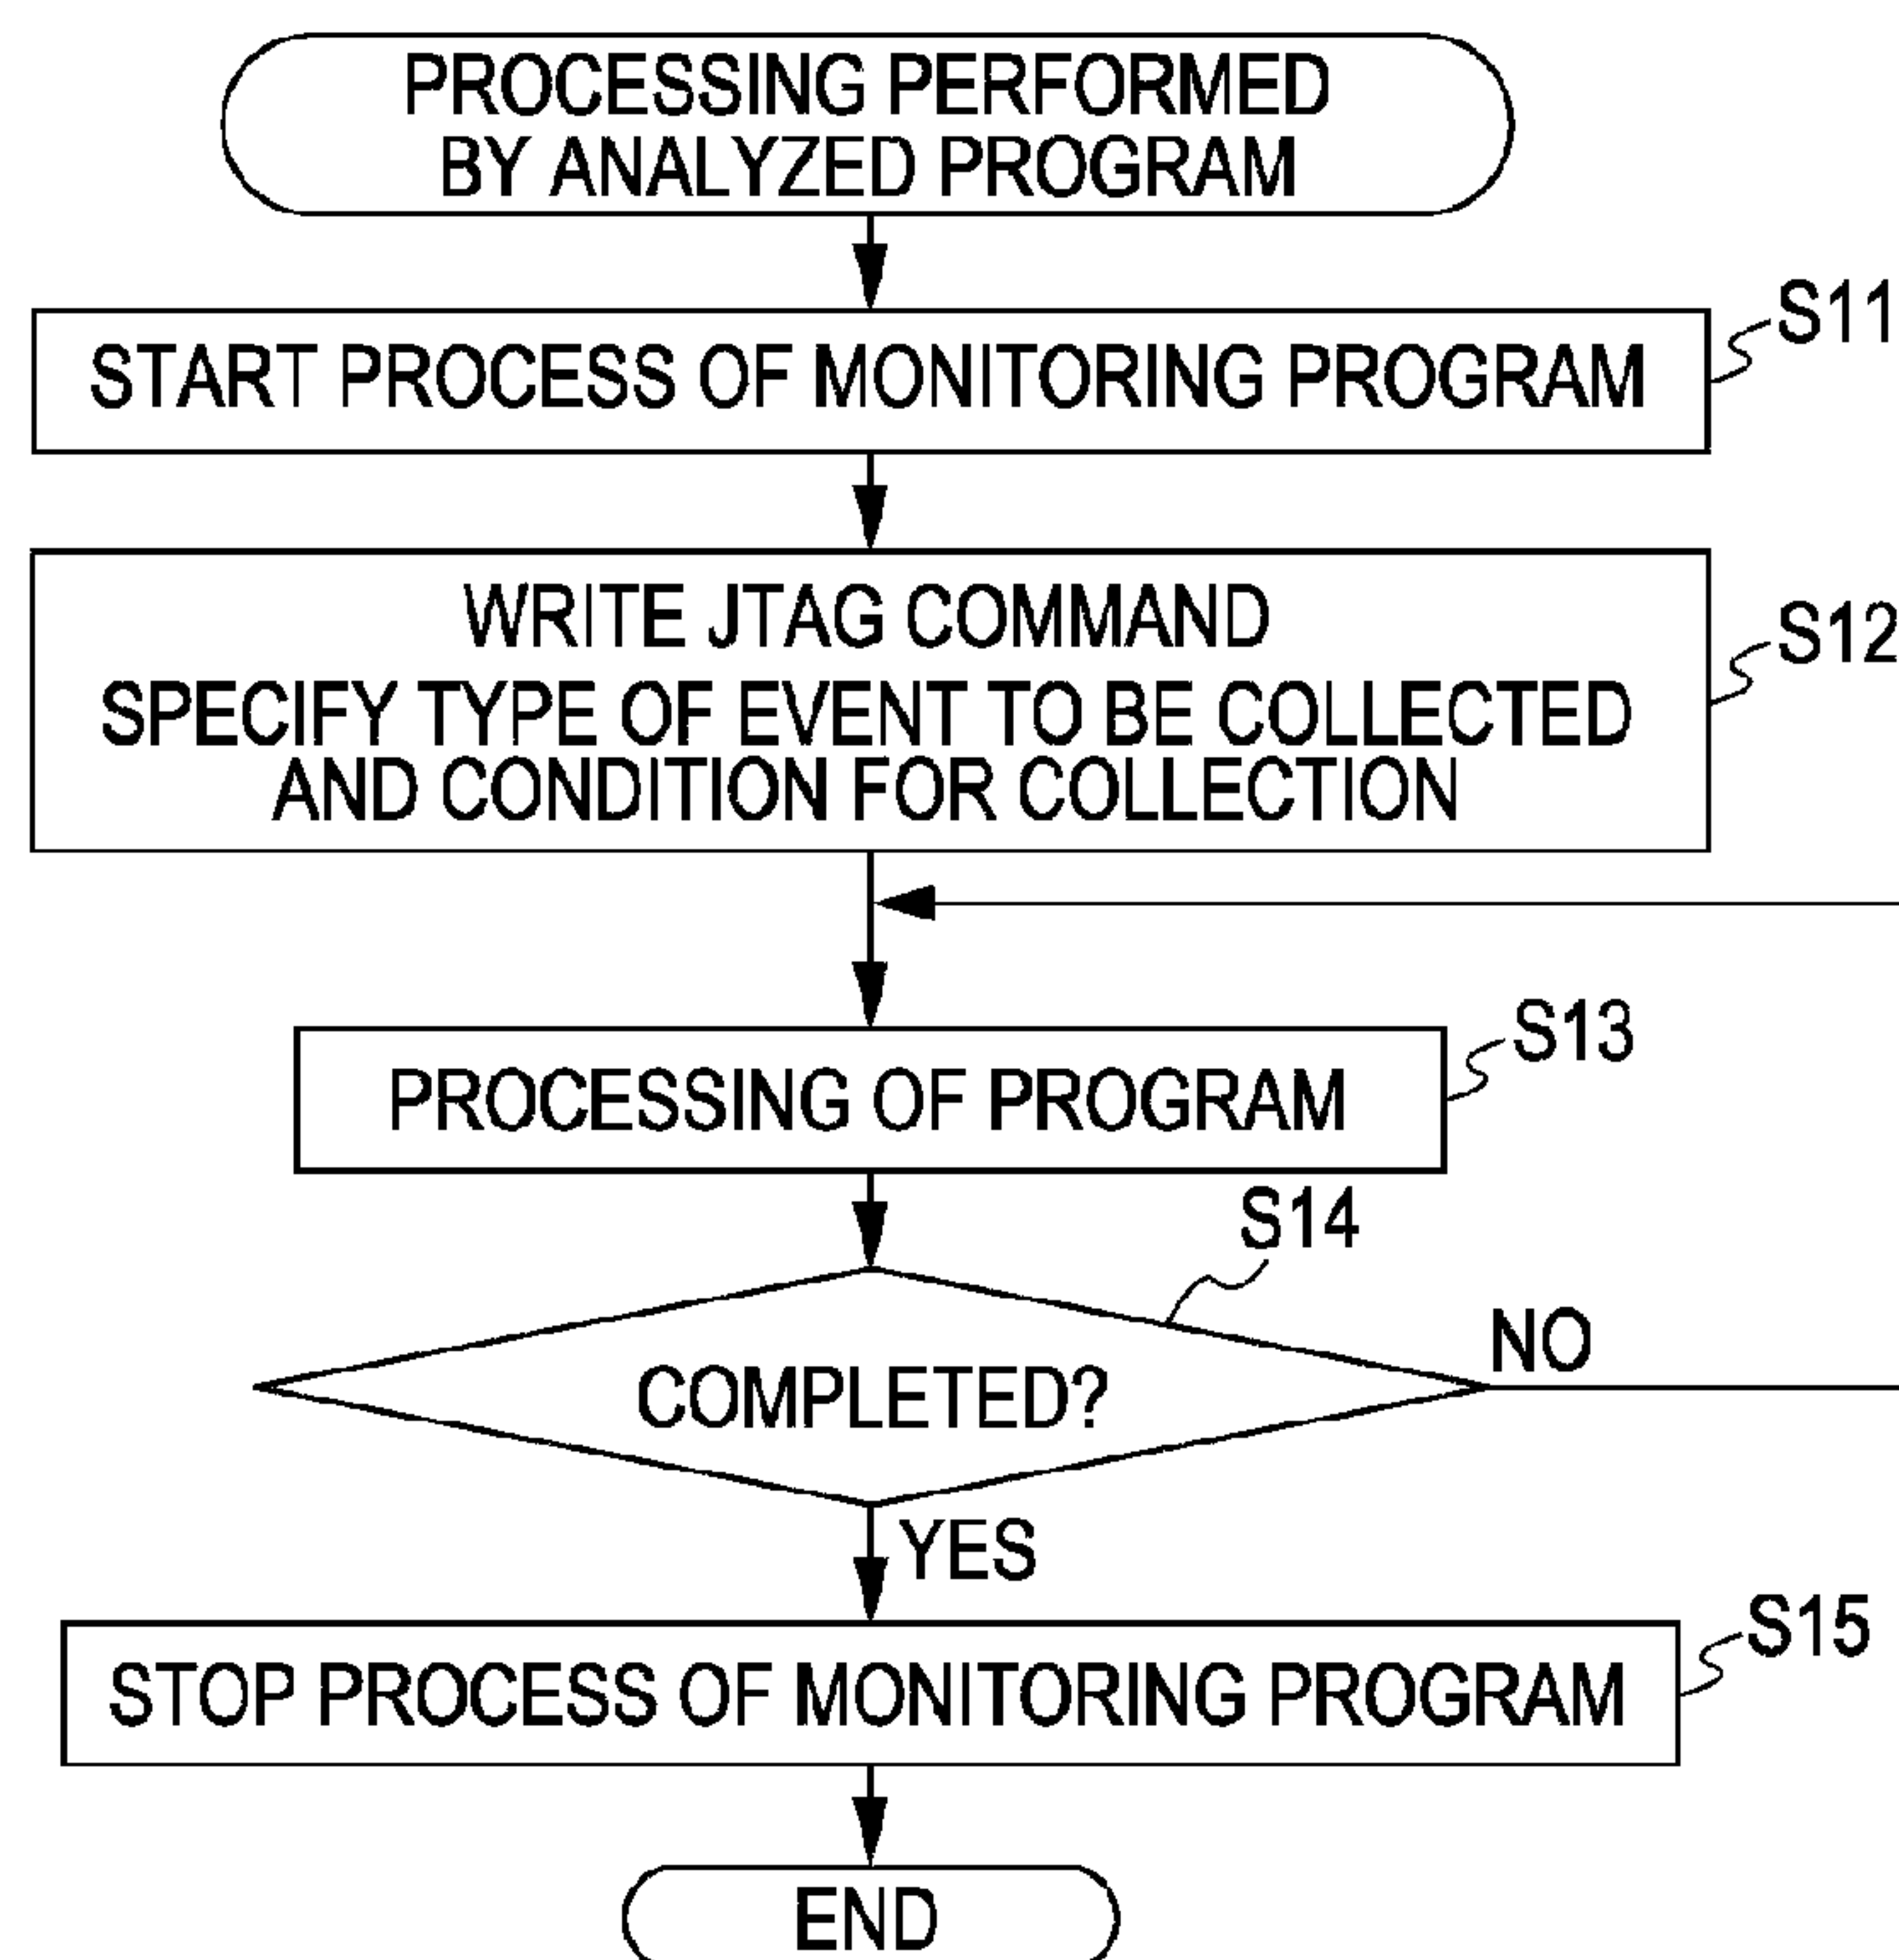 PROCESSING PERFORMED
BY ANALYZED PROGRAM
START PROCESS OF MONITORING PROGRAM
S11
WRITE JTAG COMMAND
SPECIFY TYPE OF EVENT TO BE COLLECTED
AND CONDITION FOR COLLECTION
S12
PROCESSING OF PROGRAM
S13
S14
COMPLETED?
NO
YES
STOP PROCESS OF MONITORING PROGRAM
S15
END